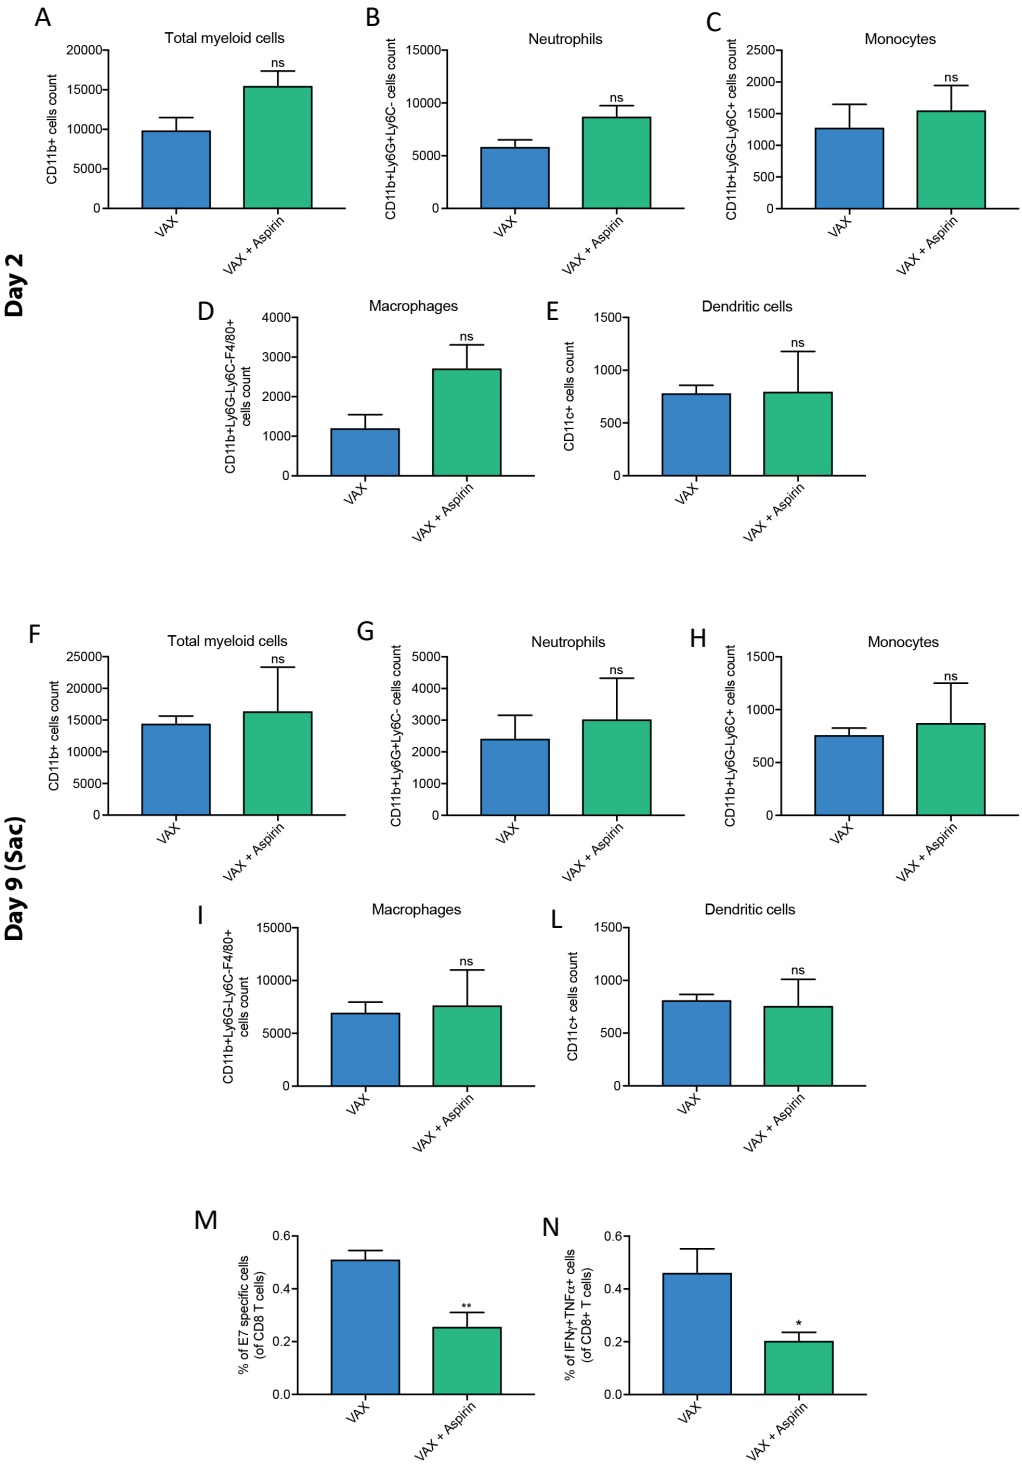 A
Total myeloid cells
CD11b+ cells count
20000
15000
10000
5000
0
ns
VAX
VAX + Aspirin
B
Neutrophils
CD11b+Ly6G+Ly6C- cells count
15000
10000
5000
0
ns
VAX
VAX + Aspirin
C
Monocytes
CD11b+Ly6G-Ly6C+ cells count
2500
2000
1500
1000
500
0
ns
VAX
VAX + Aspirin
Day 2
D
Macrophages
CD11b+Ly6G-Ly6C-F4/80+
cells count
4000
3000
2000
1000
0
ns
VAX
VAX + Aspirin
E
Dendritic cells
CD11c+ cells count
1500
1000
500
0
ns
VAX
VAX + Aspirin
F
Total myeloid cells
CD11b+ cells count
25000
20000
15000
10000
5000
0
ns
VAX
VAX + Aspirin
G
Neutrophils
CD11b+Ly6G+Ly6C- cells count
5000
4000
3000
2000
1000
0
ns
VAX
VAX + Aspirin
H
Monocytes
CD11b+Ly6G-Ly6C+ cells count
1500
1000
500
0
ns
VAX
VAX + Aspirin
Day 9 (Sac)
I
Macrophages
CD11b+Ly6G-Ly6C-F4/80+
cells count
15000
10000
5000
0
ns
VAX
VAX + Aspirin
L
Dendritic cells
CD11c+ cells count
1500
1000
500
0
ns
VAX
VAX + Aspirin
M
% of E7 specific cells
(of CD8 T cells)
0.6
0.4
0.2
0.0
**
VAX
VAX + Aspirin
N
% of IFNγ+TNFα+ cells
(of CD8+ T cells)
0.6
0.4
0.2
0.0
*
VAX
VAX + Aspirin